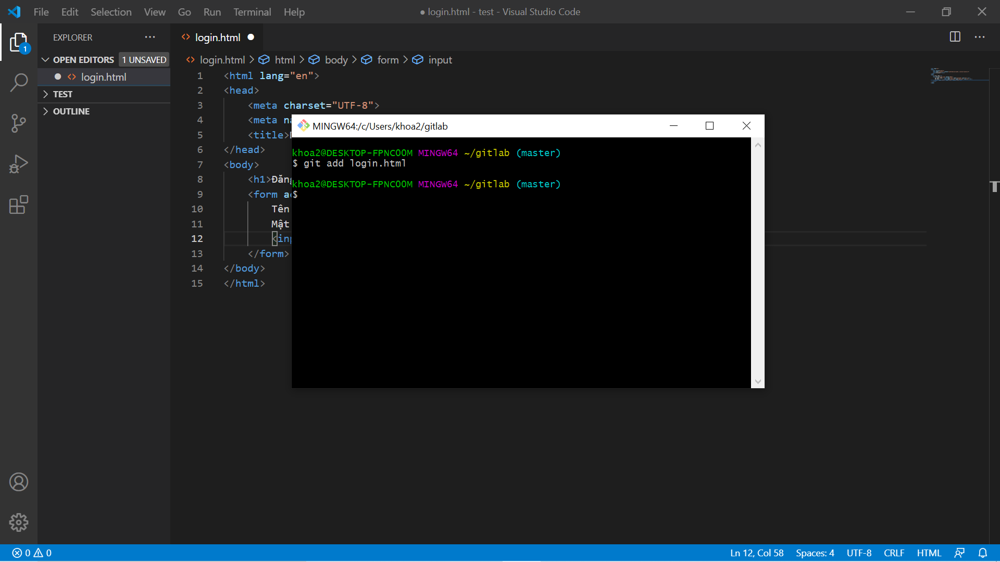 File Edit Selection View Go Run Terminal Help
● login.html - test - Visual Studio Code
EXPLORER
1
OPEN EDITORS 1 UNSAVED
login.html
TEST
OUTLINE
login.html
login.html > html > body > form > input
1 <html lang="en">
2 <head>
3 <meta charset="UTF-8">
4 <meta
5 <title>
6 </head>
7 <body>
8 <h1>Đăng
9 <form
10 Tên
11 Mật
12
13 </form>
14 </body>
15 </html>
MINGW64:/c/Users/khoa2/gitlab
khoa2@DESKTOP-FPNC0OM MINGW64 ~/gitlab (master)
$ git add login.html
khoa2@DESKTOP-FPNC0OM MINGW64 ~/gitlab (master)
$
0 0
Ln 12, Col 58 Spaces: 4 UTF-8 CRLF HTML